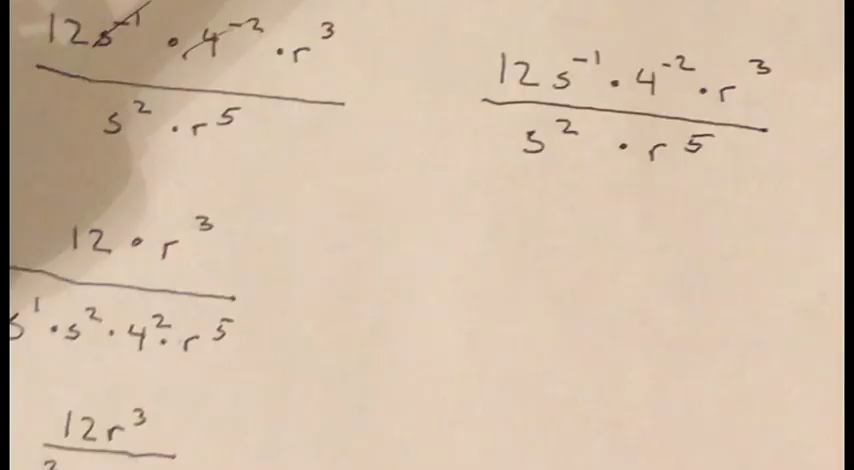 12s⁻¹ · 4⁻² · r³
s² · r⁵
12s⁻¹ · 4⁻² · r³
s² · r⁵
12 · r³
s¹ · s² · 4² · r⁵
12r³